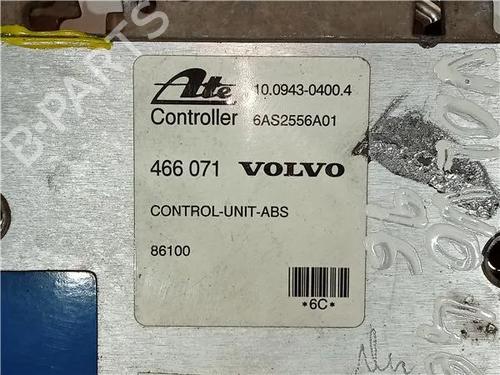 Ate 10.0943-0400.4
Controller 6AS2556A01
466 071 VOLVO
CONTROL-UNIT-ABS
86100
*6C*
B-PARTS